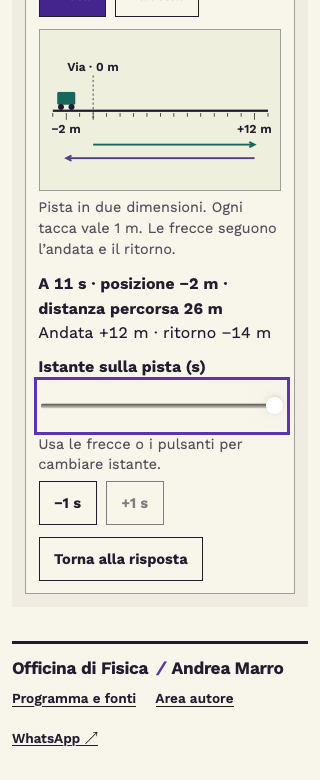 Via · 0 m
−2 m
+12 m
Pista in due dimensioni. Ogni
tacca vale 1 m. Le frecce seguono
l’andata e il ritorno.
A 11 s · posizione −2 m ·
distanza percorsa 26 m
Andata +12 m · ritorno −14 m
Istante sulla pista (s)
Usa le frecce o i pulsanti per
cambiare istante.
−1 s
+1 s
Torna alla risposta
Officina di Fisica / Andrea Marro
Programma e fonti
Area autore
WhatsApp ↗